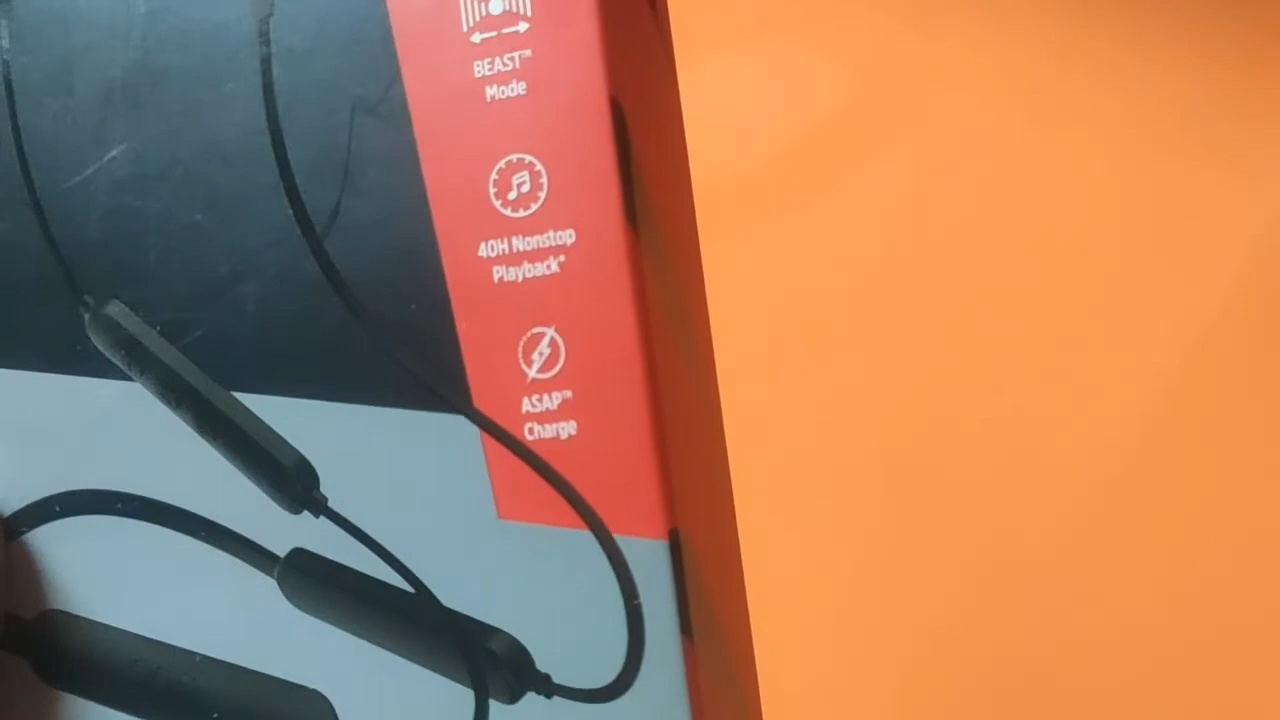 BEAST™
Mode
40H Nonstop
Playback*
ASAP™
Charge